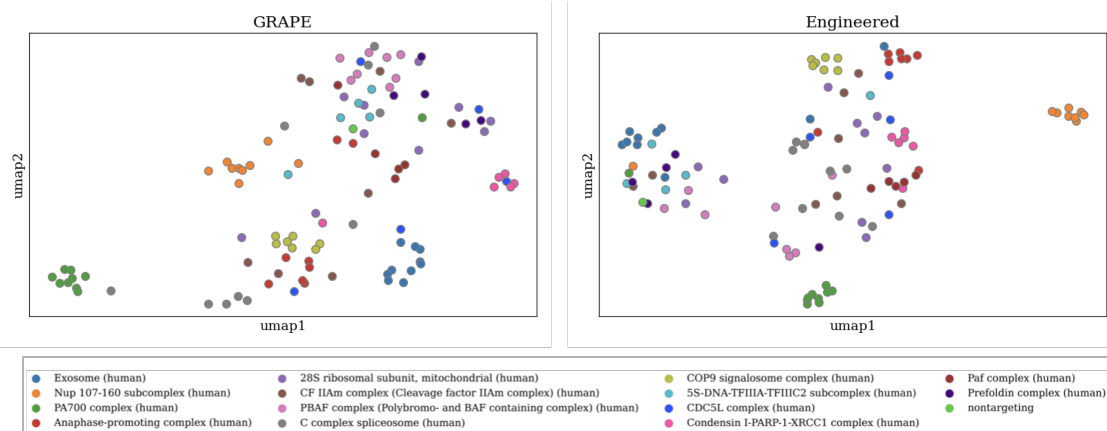 GRAPE
Engineered
umap2
umap2
umap1
umap1
Exosome (human)
Nup 107-160 subcomplex (human)
PA700 complex (human)
Anaphase-promoting complex (human)
28S ribosomal subunit, mitochondrial (human)
CF IIAm complex (Cleavage factor IIAm complex) (human)
PBAF complex (Polybromo- and BAF containing complex) (human)
C complex spliceosome (human)
COP9 signalosome complex (human)
5S-DNA-TFIIIA-TFIIIC2 subcomplex (human)
CDC5L complex (human)
Condensin I-PARP-1-XRCC1 complex (human)
Paf complex (human)
Prefoldin complex (human)
nontargeting